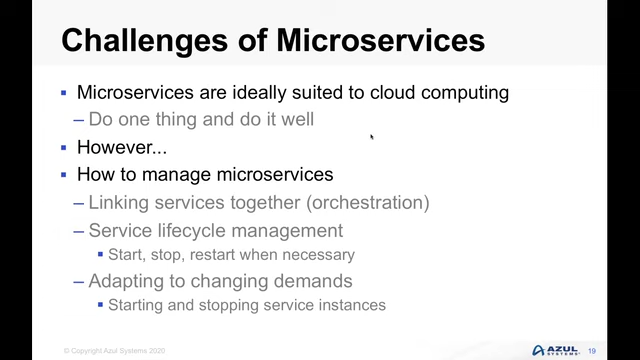 Challenges of Microservices
▪ Microservices are ideally suited to cloud computing
– Do one thing and do it well
▪ However...
▪ How to manage microservices
– Linking services together (orchestration)
– Service lifecycle management
▪ Start, stop, restart when necessary
– Adapting to changing demands
▪ Starting and stopping service instances
© Copyright Azul Systems 2020
AZUL
SYSTEMS
19